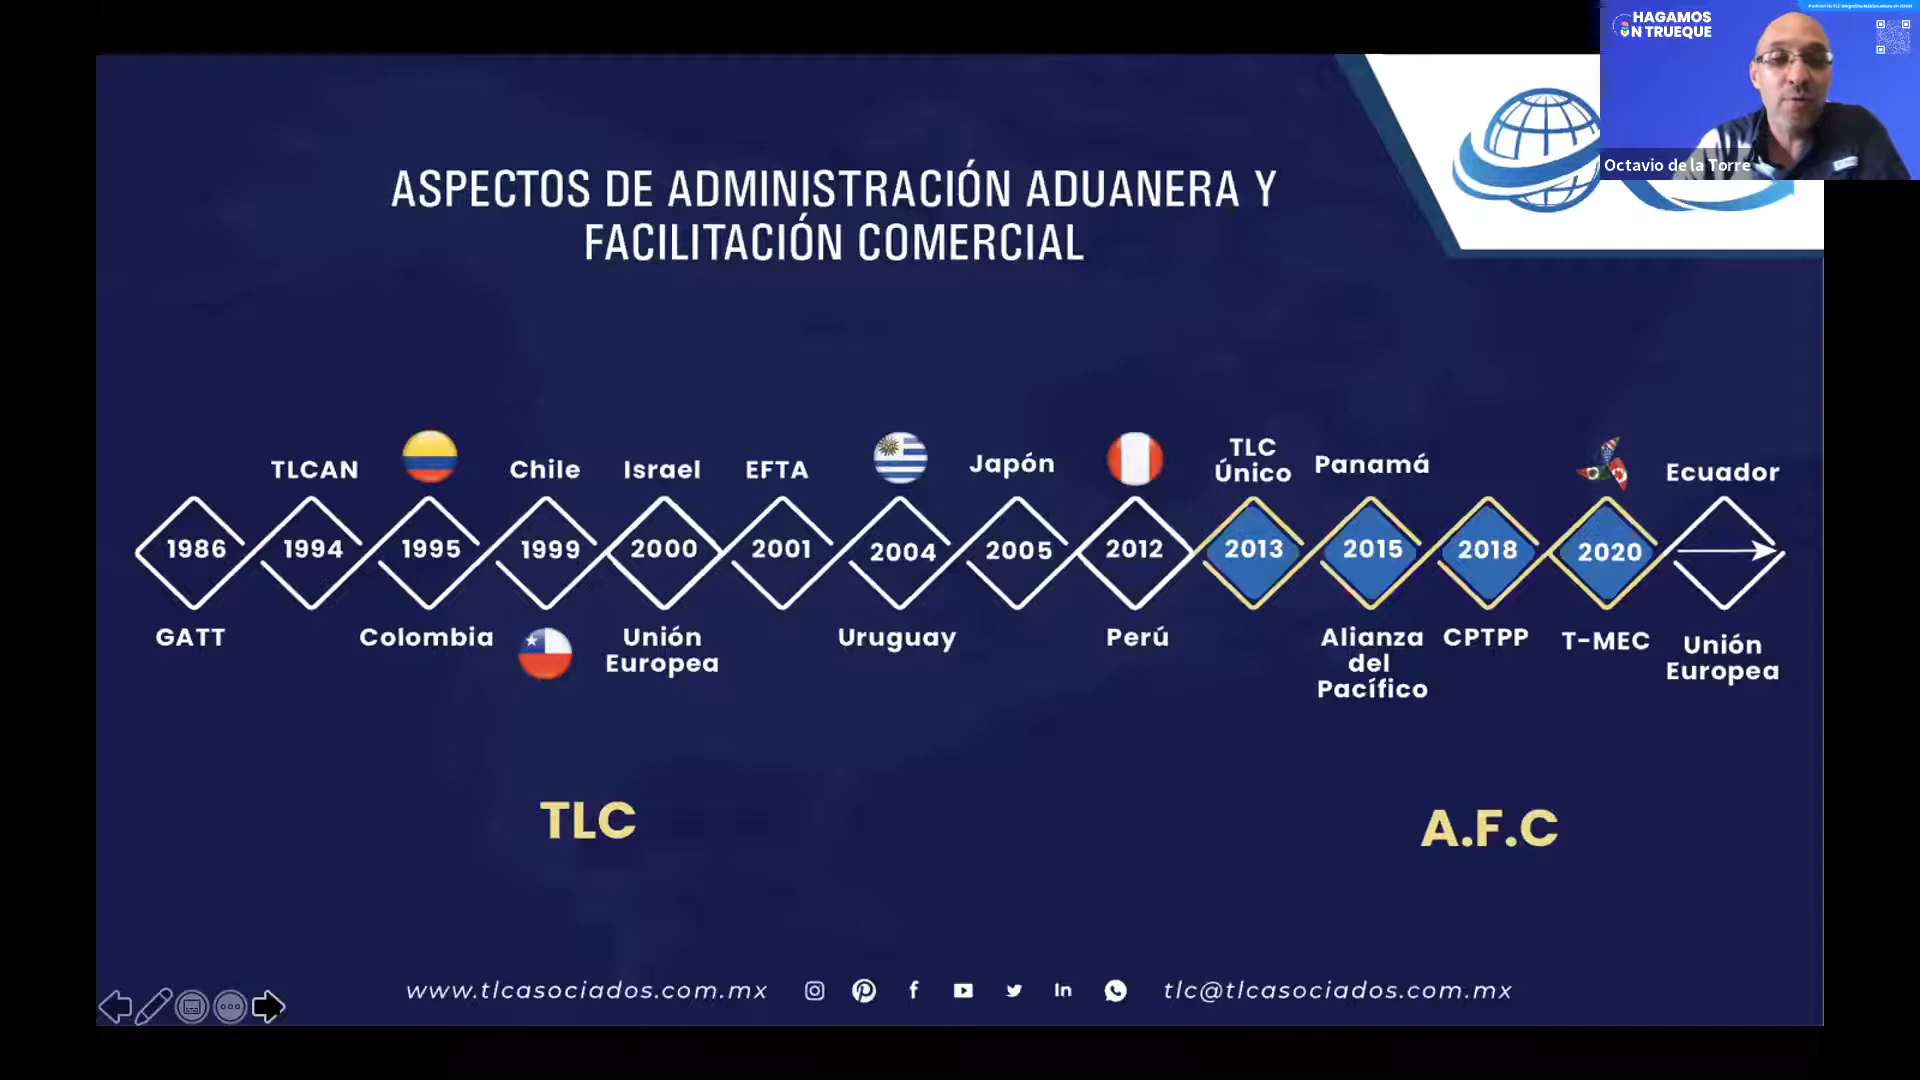 HAGAMOS
UN TRUEQUE
Octavio de la Torre
ASPECTOS DE ADMINISTRACIÓN ADUANERA Y
FACILITACIÓN COMERCIAL
TLCAN
Chile
Israel
EFTA
Japón
TLC
Único
Panamá
Ecuador
1986
1994
1995
1999
2000
2001
2004
2005
2012
2013
2015
2018
2020
GATT
Colombia
Unión
Europea
Uruguay
Perú
Alianza
del
Pacífico
CPTPP
T-MEC
Unión
Europea
TLC
A.F.C
www.tlcasociados.com.mx
tlc@tlcasociados.com.mx